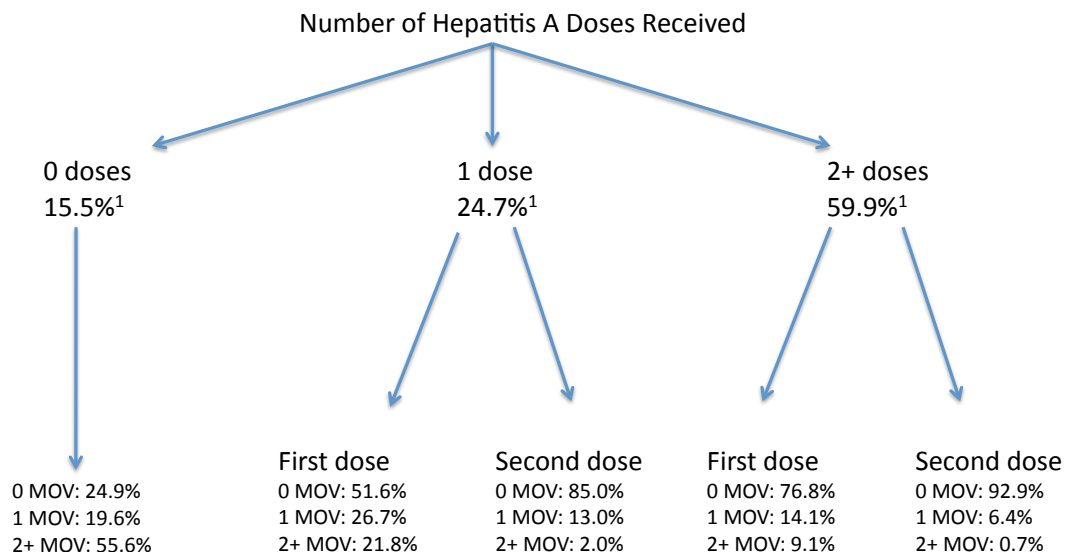 Number of Hepatitis A Doses Received
0 doses
15.5%¹
1 dose
24.7%¹
2+ doses
59.9%¹
0 MOV: 24.9%
1 MOV: 19.6%
2+ MOV: 55.6%
First dose
0 MOV: 51.6%
1 MOV: 26.7%
2+ MOV: 21.8%
Second dose
0 MOV: 85.0%
1 MOV: 13.0%
2+ MOV: 2.0%
First dose
0 MOV: 76.8%
1 MOV: 14.1%
2+ MOV: 9.1%
Second dose
0 MOV: 92.9%
1 MOV: 6.4%
2+ MOV: 0.7%